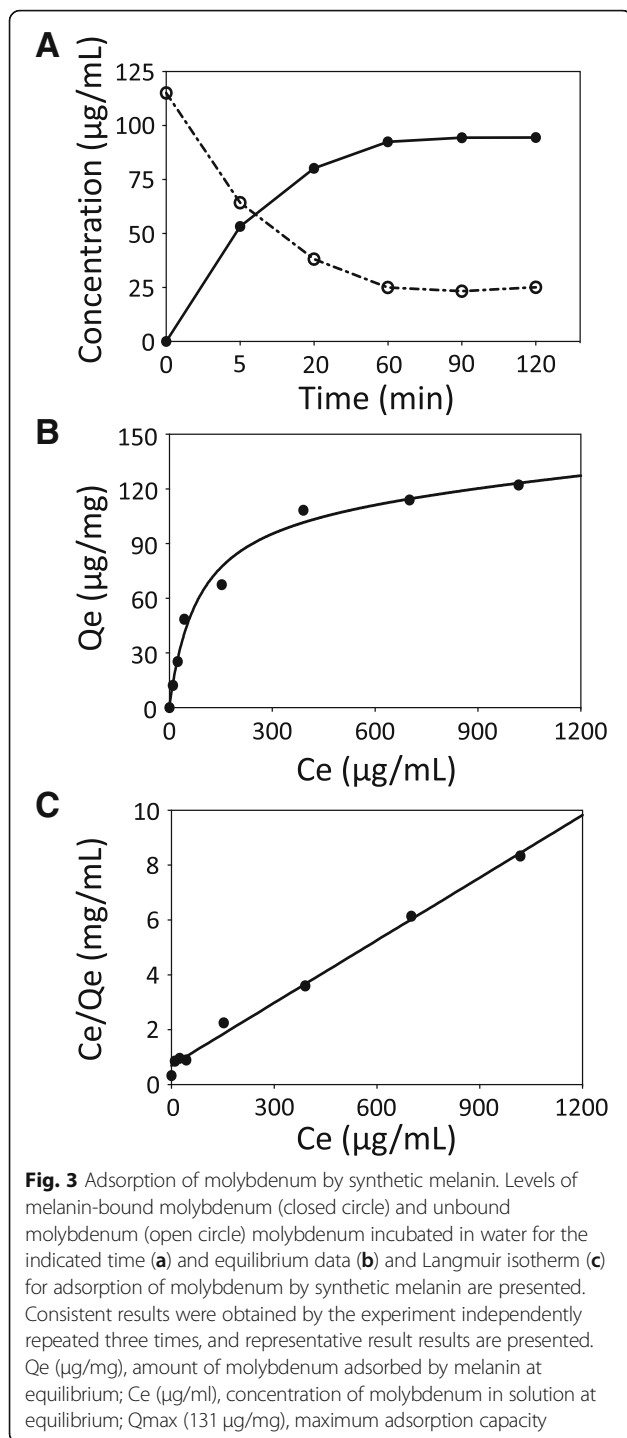 A
Concentration (µg/mL)
125
100
75
50
25
0
0 5 20 60 90 120
Time (min)
B
Qe (µg/mg)
150
120
90
60
30
0
0 300 600 900 1200
Ce (µg/mL)
C
Ce/Qe (mg/mL)
10
8
6
4
2
0
0 300 600 900 1200
Ce (µg/mL)
Fig. 3 Adsorption of molybdenum by synthetic melanin. Levels of
melanin-bound molybdenum (closed circle) and unbound
molybdenum (open circle) molybdenum incubated in water for the
indicated time (a) and equilibrium data (b) and Langmuir isotherm (c)
for adsorption of molybdenum by synthetic melanin are presented.
Consistent results were obtained by the experiment independently
repeated three times, and representative result results are presented.
Qe (µg/mg), amount of molybdenum adsorbed by melanin at
equilibrium; Ce (µg/ml), concentration of molybdenum in solution at
equilibrium; Qmax (131 µg/mg), maximum adsorption capacity